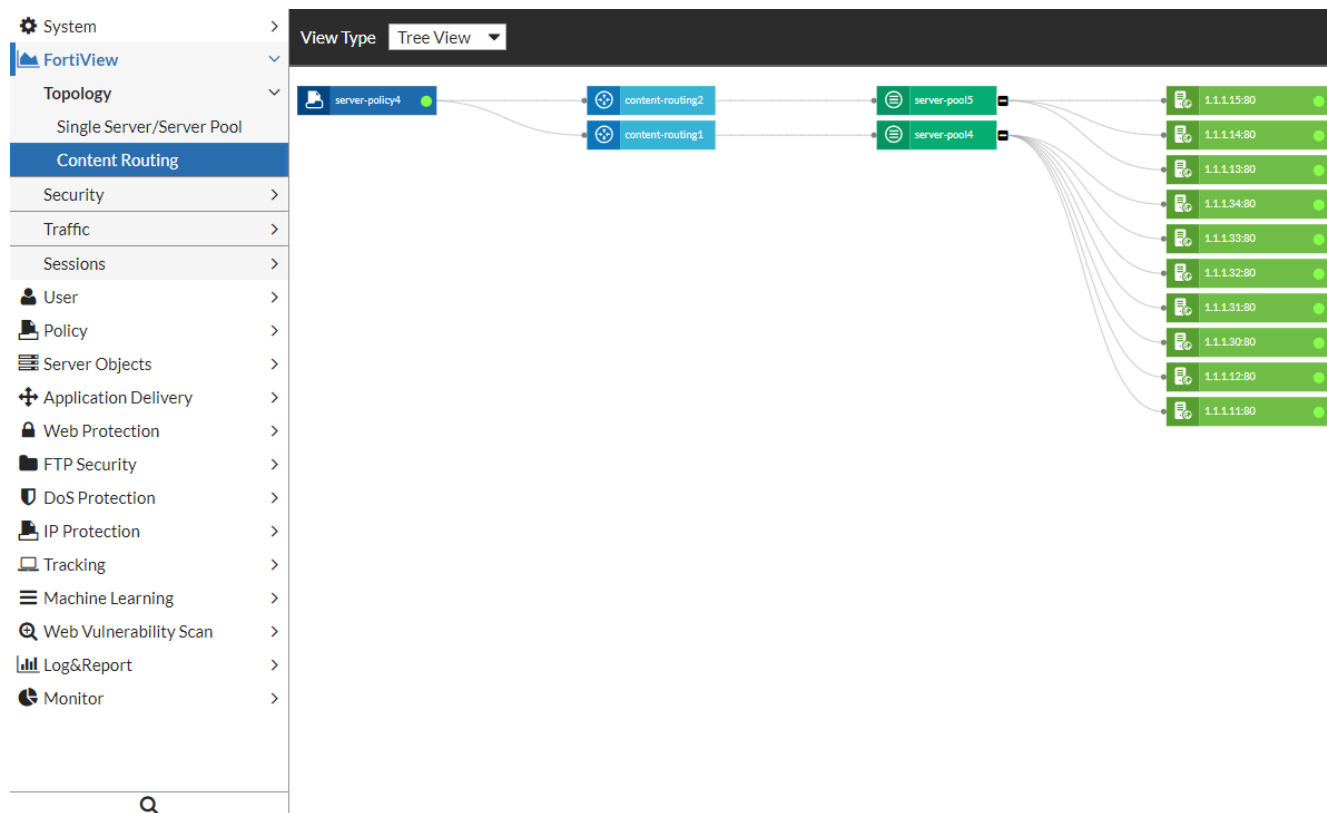 System
FortiView
Topology
Single Server/Server Pool
Content Routing
Security
Traffic
Sessions
User
Policy
Server Objects
Application Delivery
Web Protection
FTP Security
DoS Protection
IP Protection
Tracking
Machine Learning
Web Vulnerability Scan
Log&Report
Monitor
View Type Tree View
server-policy4 content-routing2 server-pool5 1.1.1.15:80
content-routing1 server-pool4 1.1.1.14:80
1.1.1.13:80
1.1.1.34:80
1.1.1.33:80
1.1.1.32:80
1.1.1.31:80
1.1.1.30:80
1.1.1.12:80
1.1.1.11:80